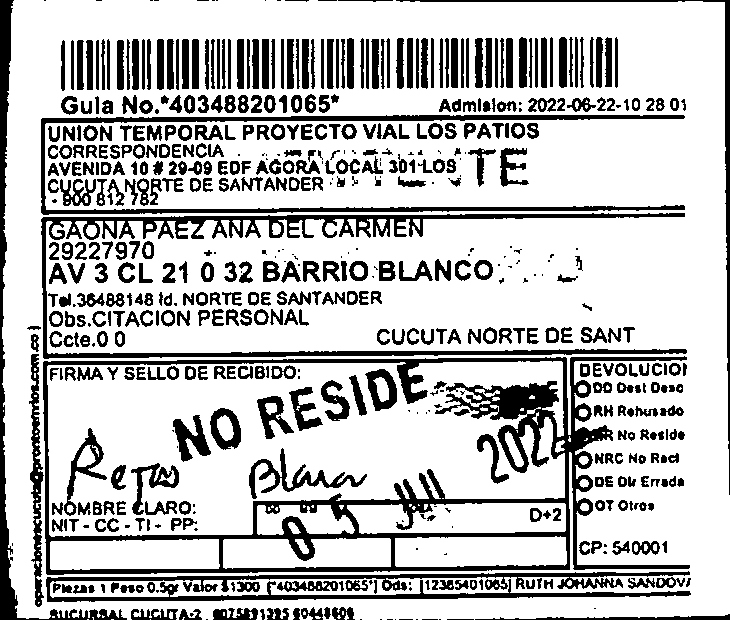 Guia No.*403488201065*
Admision: 2022-06-22-10 28 01
UNION TEMPORAL PROYECTO VIAL LOS PATIOS
CORRESPONDENCIA
AVENIDA 10 # 29-09 EDF AGORA LOCAL 301 LOS
CUCUTA NORTE DE SANTANDER
- 900 812 782
GAONA PAEZ ANA DEL CARMEN
29227970
AV 3 CL 21 0 32 BARRIO BLANCO
Tel.36488148 Id. NORTE DE SANTANDER
Obs.CITACION PERSONAL
Ccte.0 0
CUCUTA NORTE DE SANT
operacionescucuta@prontoenvios.com.co
FIRMA Y SELLO DE RECIBIDO:
NO RESIDE
Rejas Blanca
05 JUL 2022
NOMBRE CLARO:
NIT - CC - TI - PP:
D+2
DEVOLUCION
DD Dest Desc
RH Rehusado
NR No Reside
NRC No Recl
DE Dir Errada
OT Otros
CP: 540001
Piezas 1 Peso 0.5gr Valor $1300 [*403488201065*] Ods: [12385401065] RUTH JOHANNA SANDOV
SUCURSAL CUCUTA-2